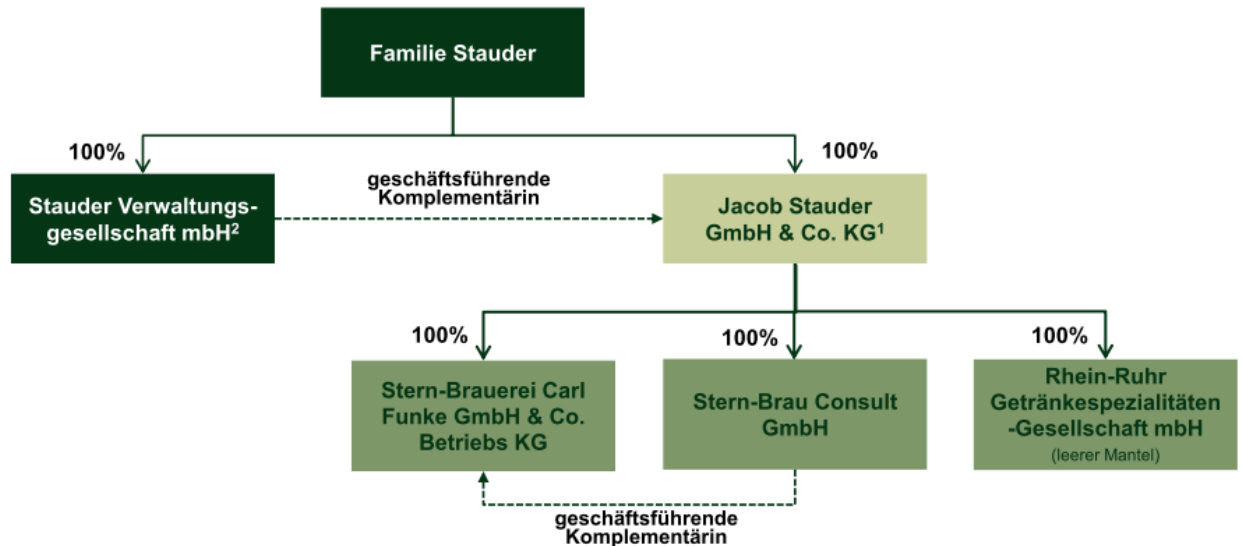 Familie Stauder
100%
100%
Stauder Verwaltungs-
gesellschaft mbH²
geschäftsführende
Komplementärin
Jacob Stauder
GmbH & Co. KG¹
100%
100%
100%
Stern-Brauerei Carl
Funke GmbH & Co.
Betriebs KG
Stern-Brau Consult
GmbH
Rhein-Ruhr
Getränkespezialitäten
-Gesellschaft mbH
(leerer Mantel)
geschäftsführende
Komplementärin